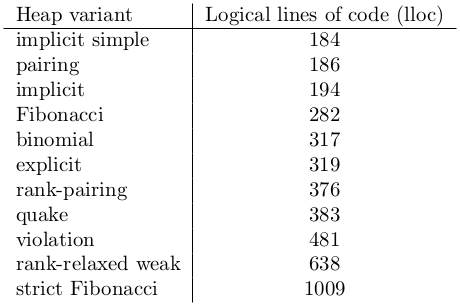 Heap variant Logical lines of code (lloc)
implicit simple 184
pairing 186
implicit 194
Fibonacci 282
binomial 317
explicit 319
rank-pairing 376
quake 383
violation 481
rank-relaxed weak 638
strict Fibonacci 1009